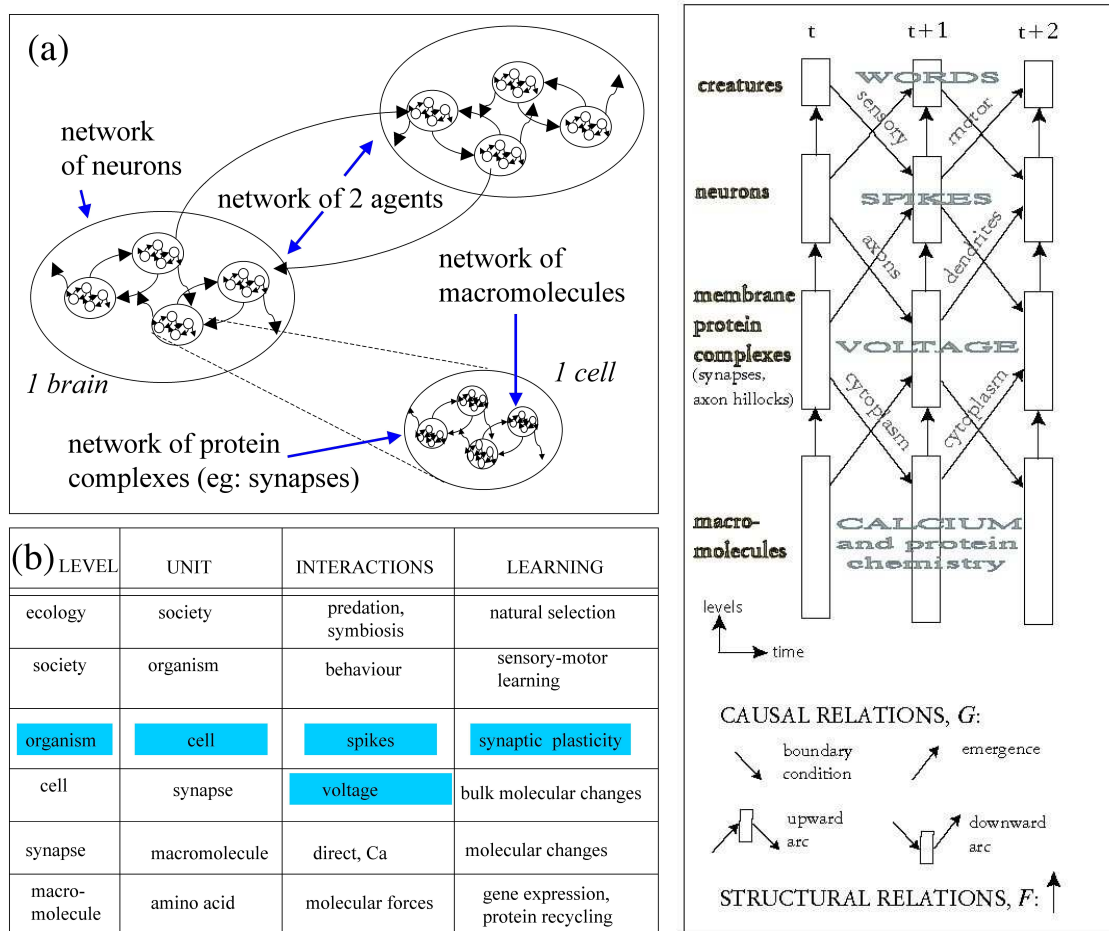 (a)
network
of neurons
network of 2 agents
network of
macromolecules
1 brain
1 cell
network of protein
complexes (eg: synapses)
(b) LEVEL UNIT INTERACTIONS LEARNING
ecology society predation, symbiosis natural selection
society organism behaviour sensory-motor learning
organism cell spikes synaptic plasticity
cell synapse voltage bulk molecular changes
synapse macromolecule direct, Ca molecular changes
macro-molecule amino acid molecular forces gene expression, protein recycling
t t+1 t+2
creatures
WORDS
sensory
motor
neurons
SPIKES
axons
dendrites
membrane
protein
complexes
(synapses,
axon hillocks)
VOLTAGE
cytoplasm
cytoplasm
macro-
molecules
CALCIUM
and protein
chemistry
levels
time
CAUSAL RELATIONS, G:
boundary
condition
emergence
upward
arc
downward
arc
STRUCTURAL RELATIONS, F: